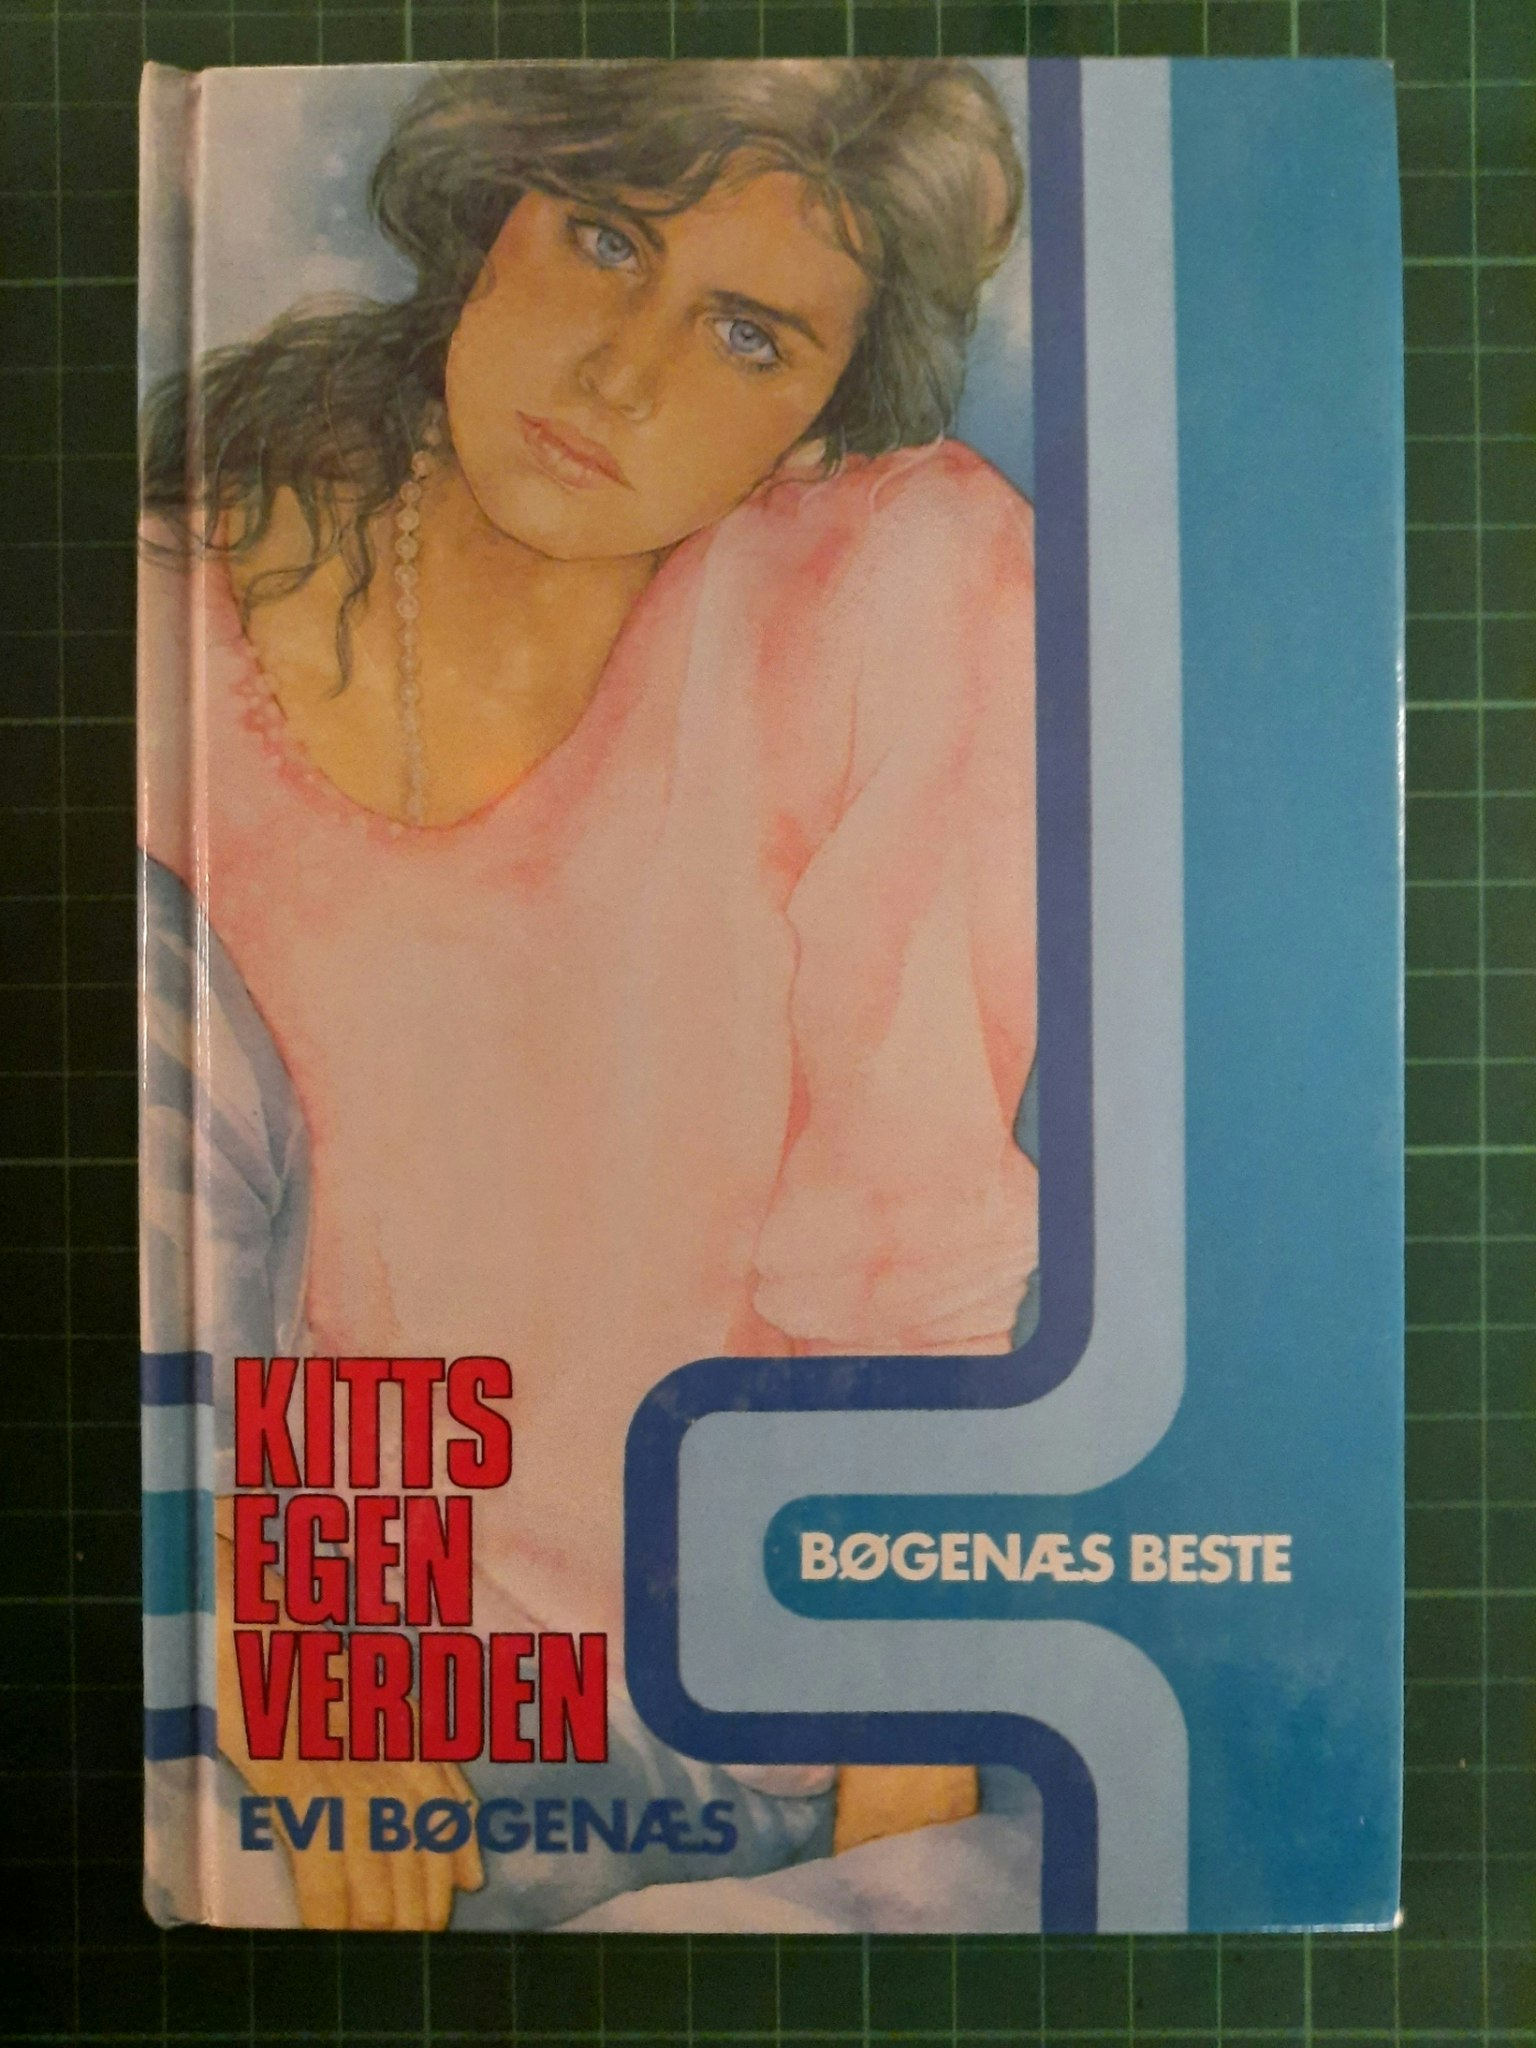 KITTS
EGEN
VERDEN
EVI BØGENÆS
BØGENÆS BESTE